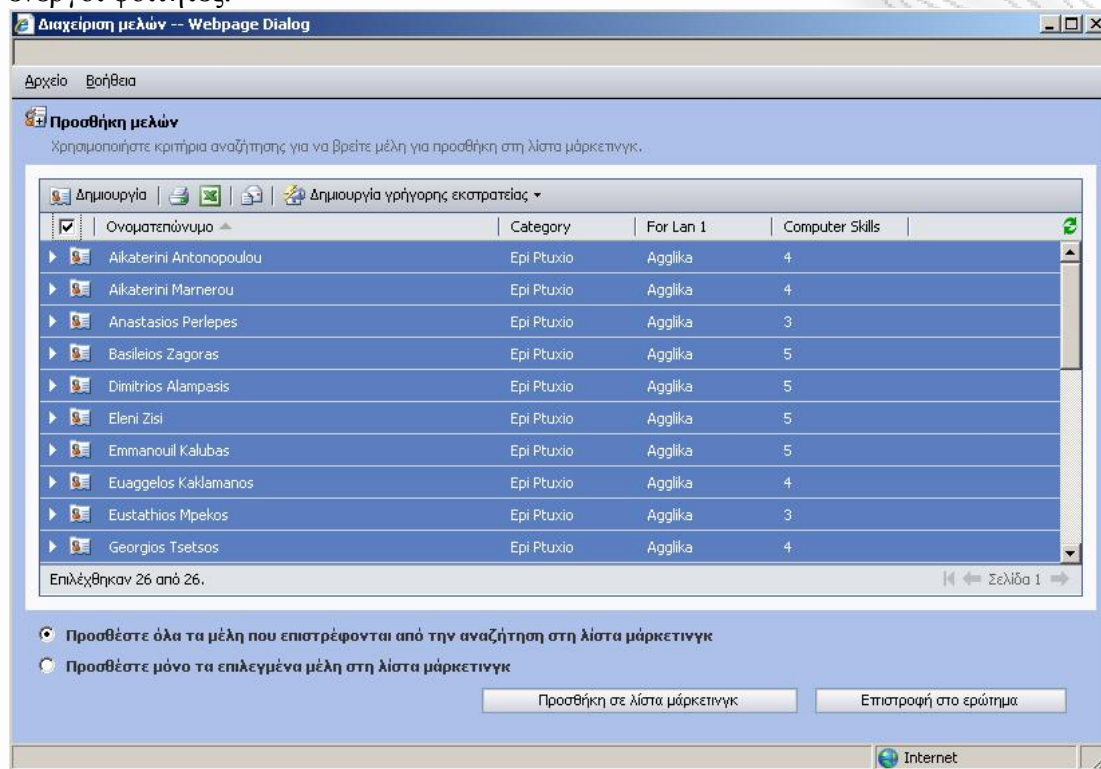 ενεργοί φοιτητές.
Διαχείριση μελών -- Webpage Dialog
Αρχείο Βοήθεια
Προσθήκη μελών
Χρησιμοποιήστε κριτήρια αναζήτησης για να βρείτε μέλη για προσθήκη στη λίστα μάρκετινγκ.
Δημιουργία Δημιουργία γρήγορης εκστρατείας
Ονοματεπώνυμο Category For Lan 1 Computer Skills
Aikaterini Antonopoulou Epi Ptuxio Agglika 4
Aikaterini Marnerou Epi Ptuxio Agglika 4
Anastasios Perlepes Epi Ptuxio Agglika 3
Basileios Zagoras Epi Ptuxio Agglika 5
Dimitrios Alampasis Epi Ptuxio Agglika 5
Eleni Zisi Epi Ptuxio Agglika 5
Emmanouil Kalubas Epi Ptuxio Agglika 5
Euaggelos Kaklamanos Epi Ptuxio Agglika 4
Eustathios Mpekos Epi Ptuxio Agglika 3
Georgios Tsetsos Epi Ptuxio Agglika 4
Επιλέχθηκαν 26 από 26. Σελίδα 1
Προσθέστε όλα τα μέλη που επιστρέφονται από την αναζήτηση στη λίστα μάρκετινγκ
Προσθέστε μόνο τα επιλεγμένα μέλη στη λίστα μάρκετινγκ
Προσθήκη σε λίστα μάρκετινγκ Επιστροφή στο ερώτημα
Internet